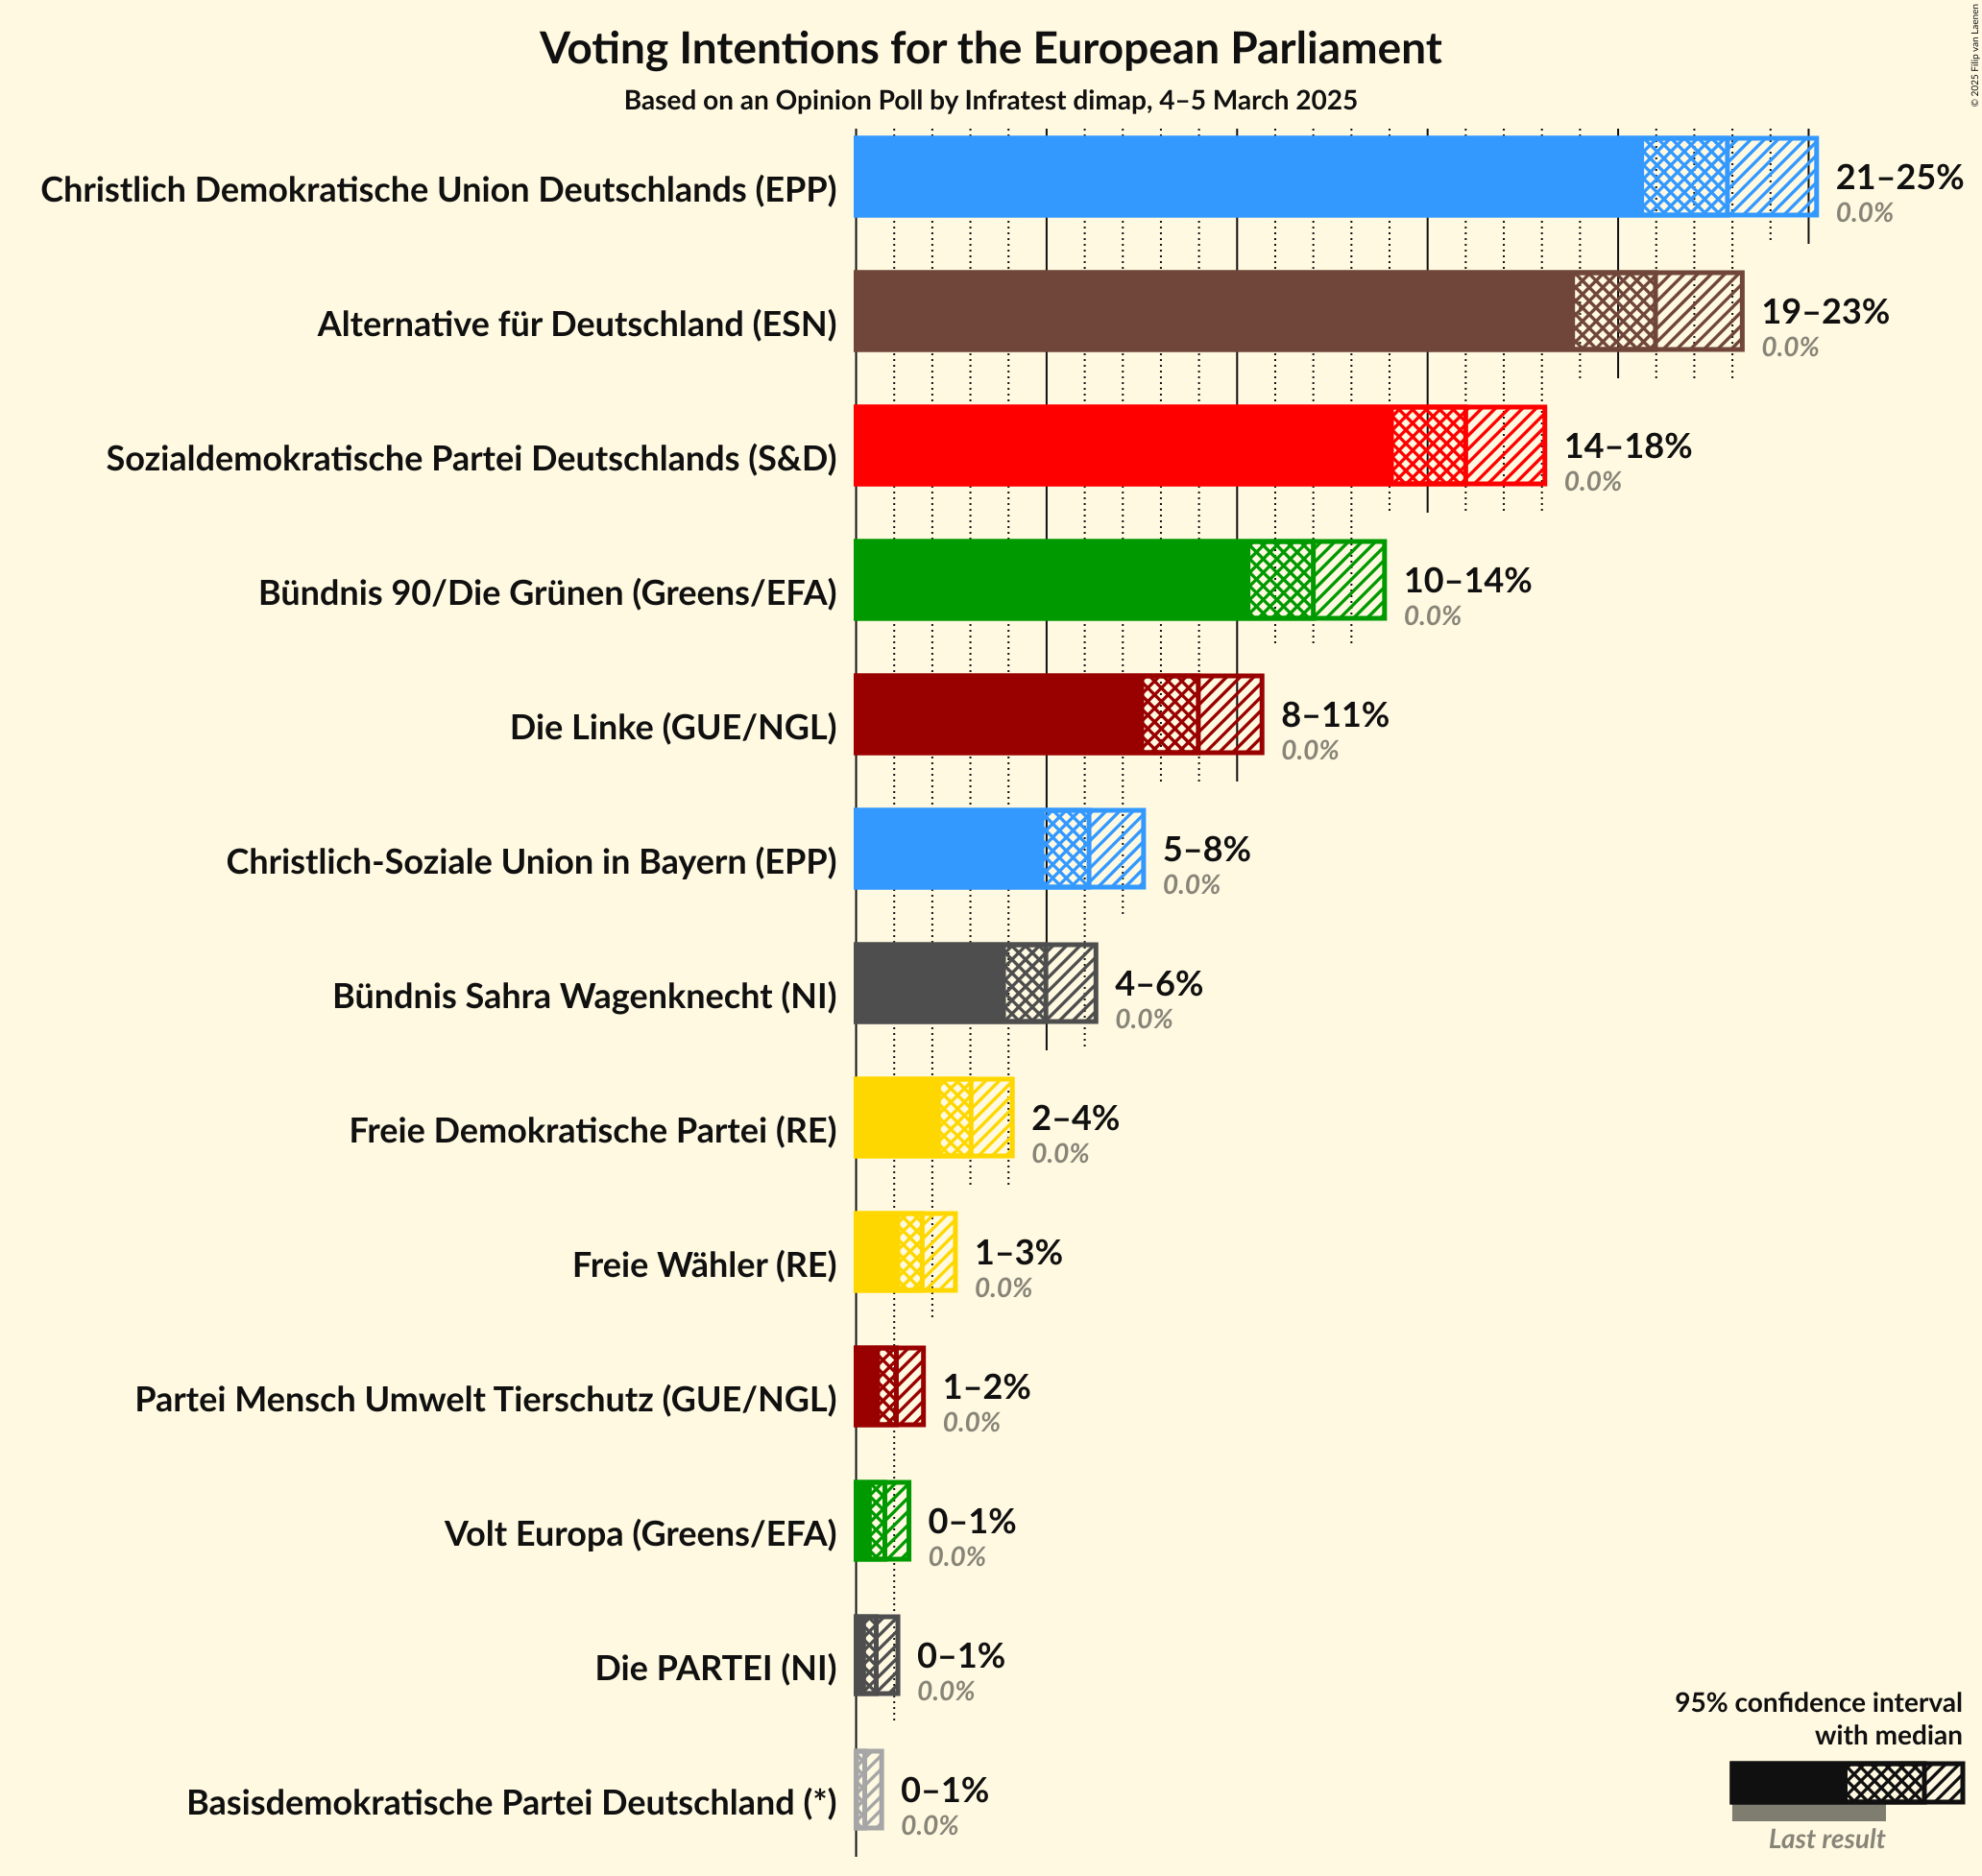 Voting Intentions for the European Parliament
Based on an Opinion Poll by Infratest dimap, 4–5 March 2025
© 2025 Filip van Laenen
Christlich Demokratische Union Deutschlands (EPP)
21–25%
0.0%
Alternative für Deutschland (ESN)
19–23%
0.0%
Sozialdemokratische Partei Deutschlands (S&D)
14–18%
0.0%
Bündnis 90/Die Grünen (Greens/EFA)
10–14%
0.0%
Die Linke (GUE/NGL)
8–11%
0.0%
Christlich-Soziale Union in Bayern (EPP)
5–8%
0.0%
Bündnis Sahra Wagenknecht (NI)
4–6%
0.0%
Freie Demokratische Partei (RE)
2–4%
0.0%
Freie Wähler (RE)
1–3%
0.0%
Partei Mensch Umwelt Tierschutz (GUE/NGL)
1–2%
0.0%
Volt Europa (Greens/EFA)
0–1%
0.0%
Die PARTEI (NI)
0–1%
0.0%
Basisdemokratische Partei Deutschland (*)
0–1%
0.0%
95% confidence interval
with median
Last result